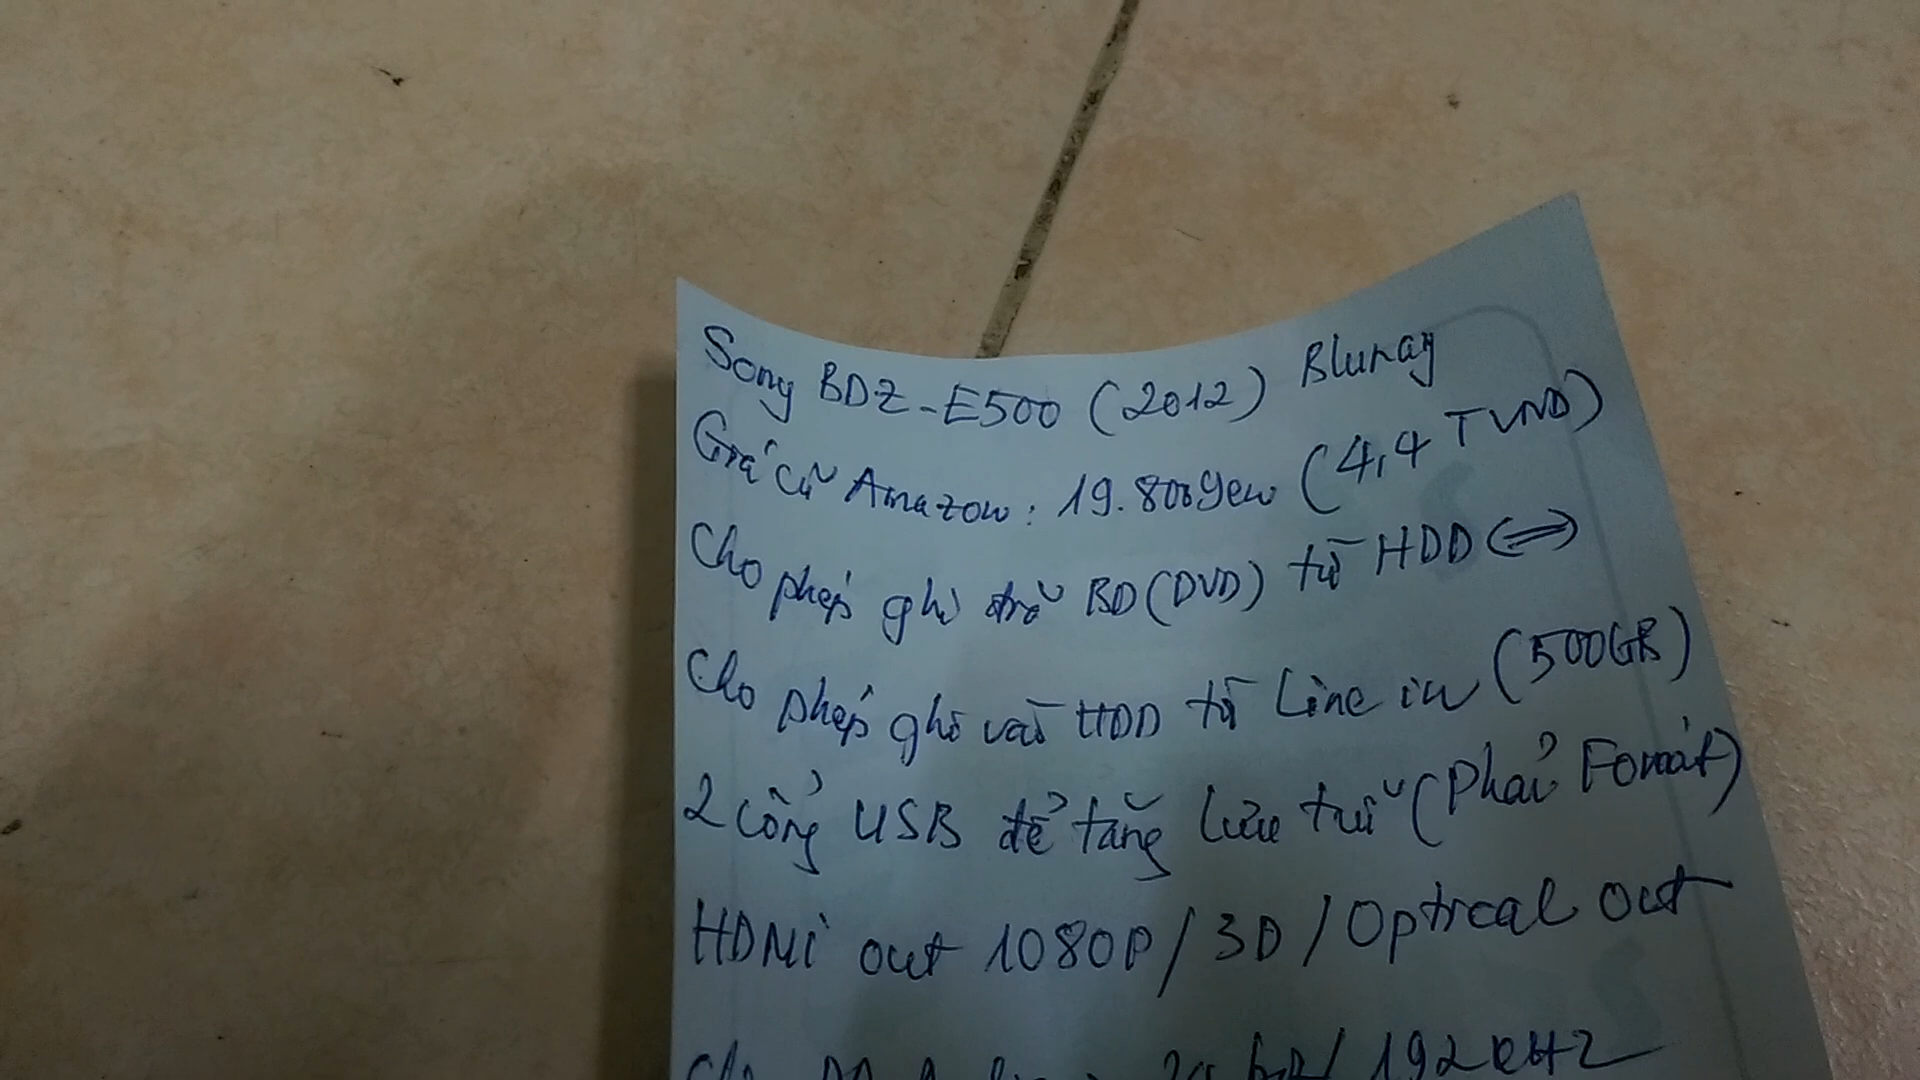 Sony BDZ-E500 (2012) Bluray
Giá cũ Amazon: 19.800yen (4,4 TVND)
Cho phép ghi đĩa BD(DVD) từ HDD <=>
Cho phép ghi vào HDD từ Line in (500GB)
2 cổng USB để tăng lưu trữ (Phải Fomát)
HDMi out 1080P/3D/Optical out
192kHz